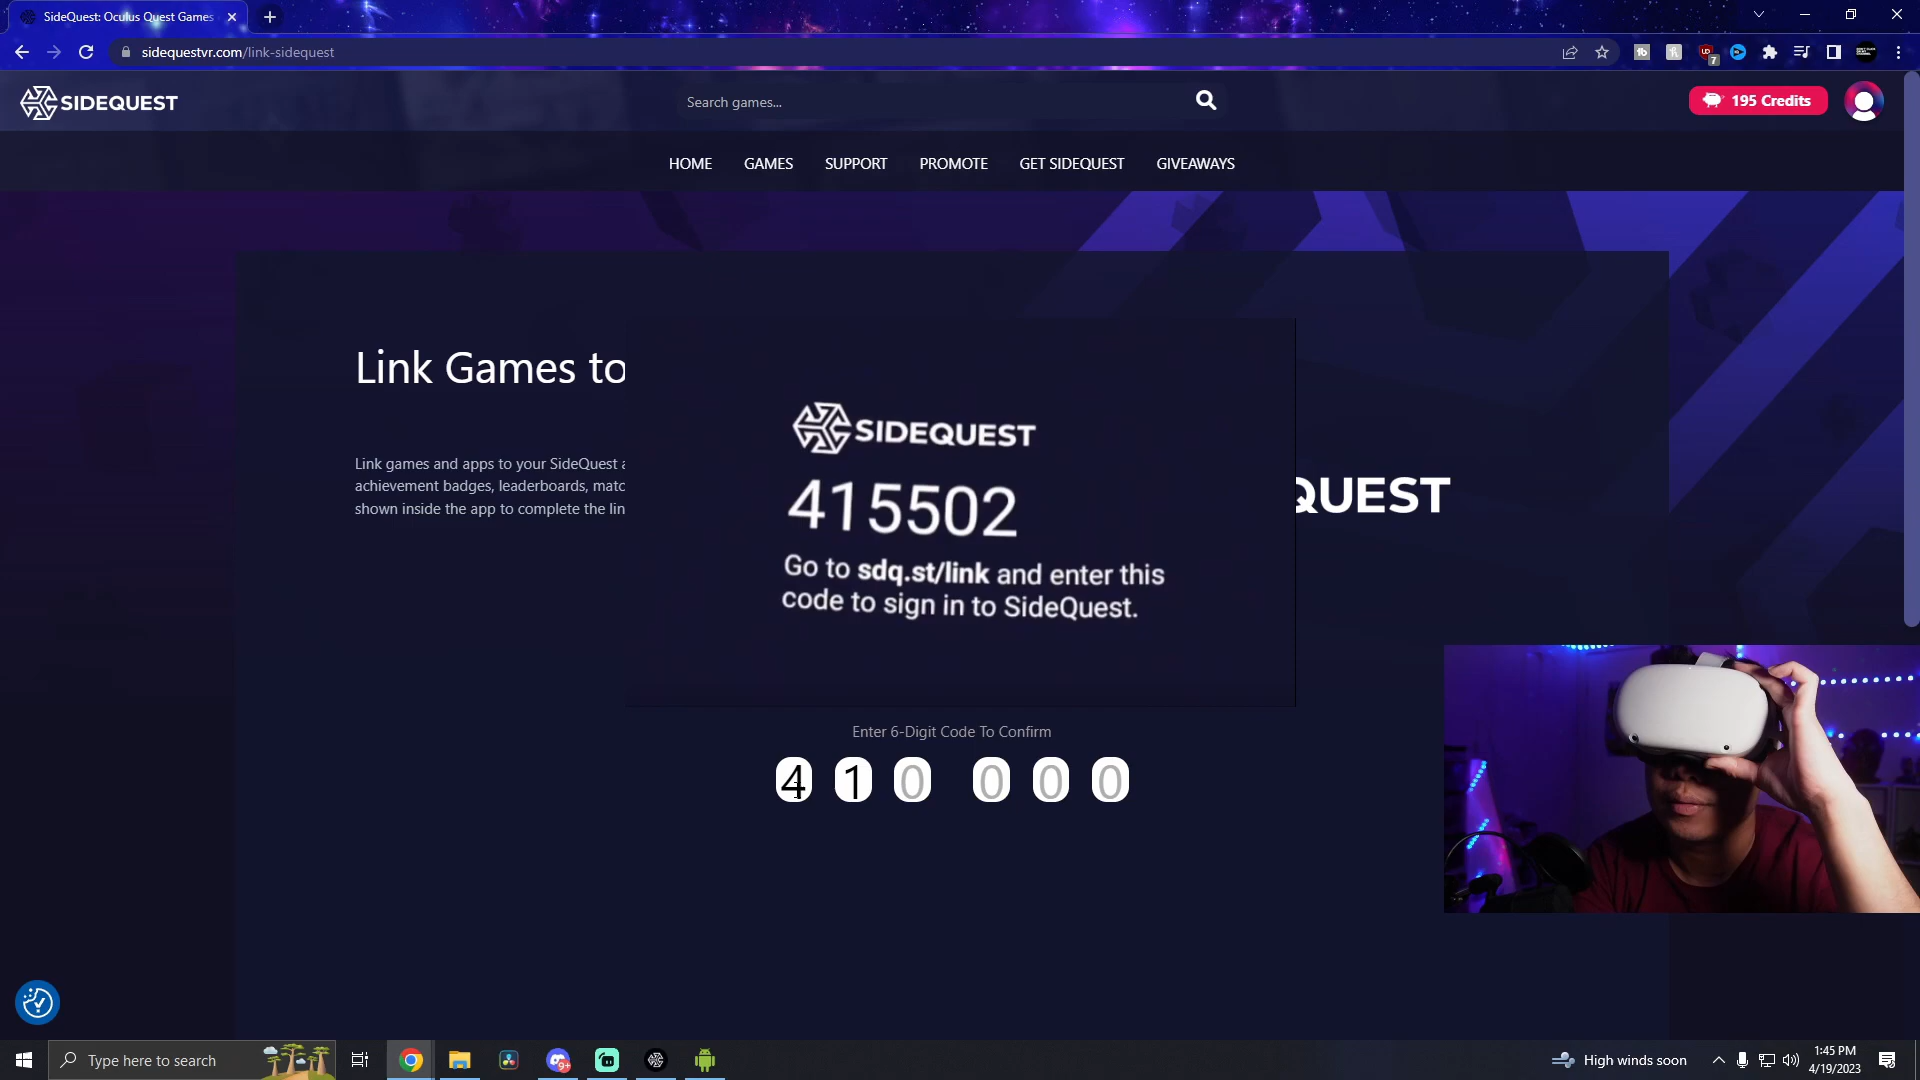 SideQuest: Oculus Quest Games
sidequestvr.com/link-sidequest
7
SIDEQUEST
Search games...
195 Credits
HOME
GAMES
SUPPORT
PROMOTE
GET SIDEQUEST
GIVEAWAYS
Link Games to
Link games and apps to your SideQuest a
achievement badges, leaderboards, matc
shown inside the app to complete the lin
QUEST
SIDEQUEST
415502
Go to sdq.st/link and enter this
code to sign in to SideQuest.
Enter 6-Digit Code To Confirm
4 1 0 0 0 0
Type here to search
9+
High winds soon
1:45 PM
4/19/2023